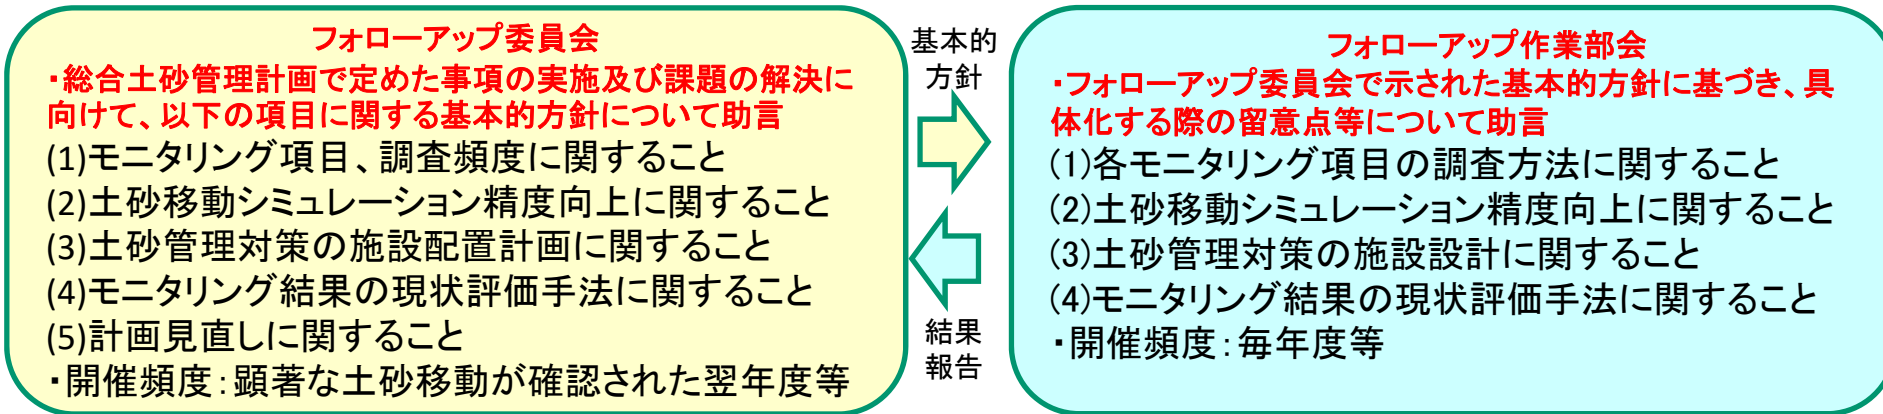 フォローアップ委員会
・総合土砂管理計画で定めた事項の実施及び課題の解決に
向けて、以下の項目に関する基本的方針について助言
(1)モニタリング項目、調査頻度に関すること
(2)土砂移動シミュレーション精度向上に関すること
(3)土砂管理対策の施設配置計画に関すること
(4)モニタリング結果の現状評価手法に関すること
(5)計画見直しに関すること
・開催頻度：顕著な土砂移動が確認された翌年度等
基本的
方針
結果
報告
フォローアップ作業部会
・フォローアップ委員会で示された基本的方針に基づき、具
体化する際の留意点等について助言
(1)各モニタリング項目の調査方法に関すること
(2)土砂移動シミュレーション精度向上に関すること
(3)土砂管理対策の施設設計に関すること
(4)モニタリング結果の現状評価手法に関すること
・開催頻度：毎年度等